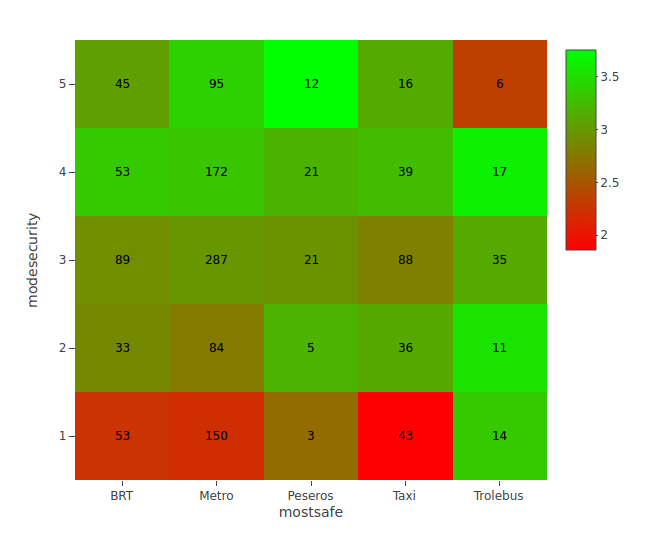 5 45 95 12 16 6
4 53 172 21 39 17
3 89 287 21 88 35
2 33 84 5 36 11
1 53 150 3 43 14
BRT Metro Peseros Taxi Trolebus
mostsafe
modesecurity
3.5
3
2.5
2